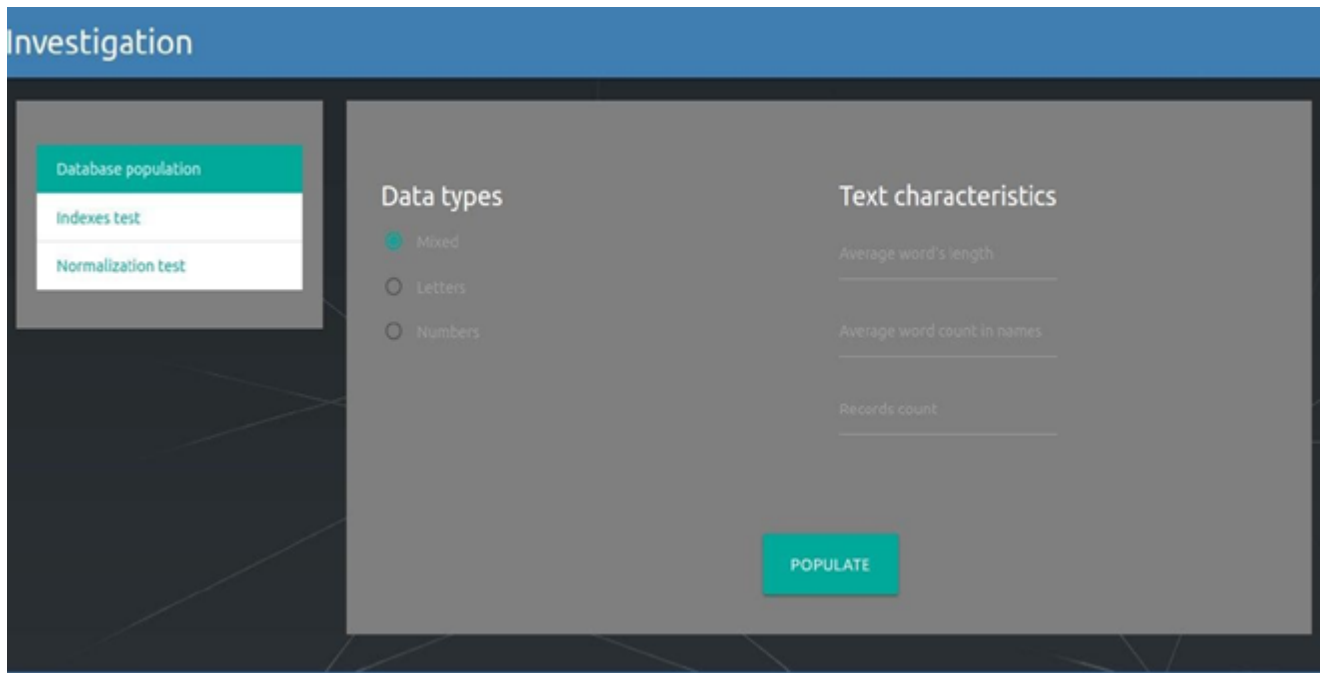 Investigation
Database population
Indexes test
Normalization test
Data types
Mixed
Letters
Numbers
Text characteristics
Average word's length
Average word count in names
Records count
POPULATE